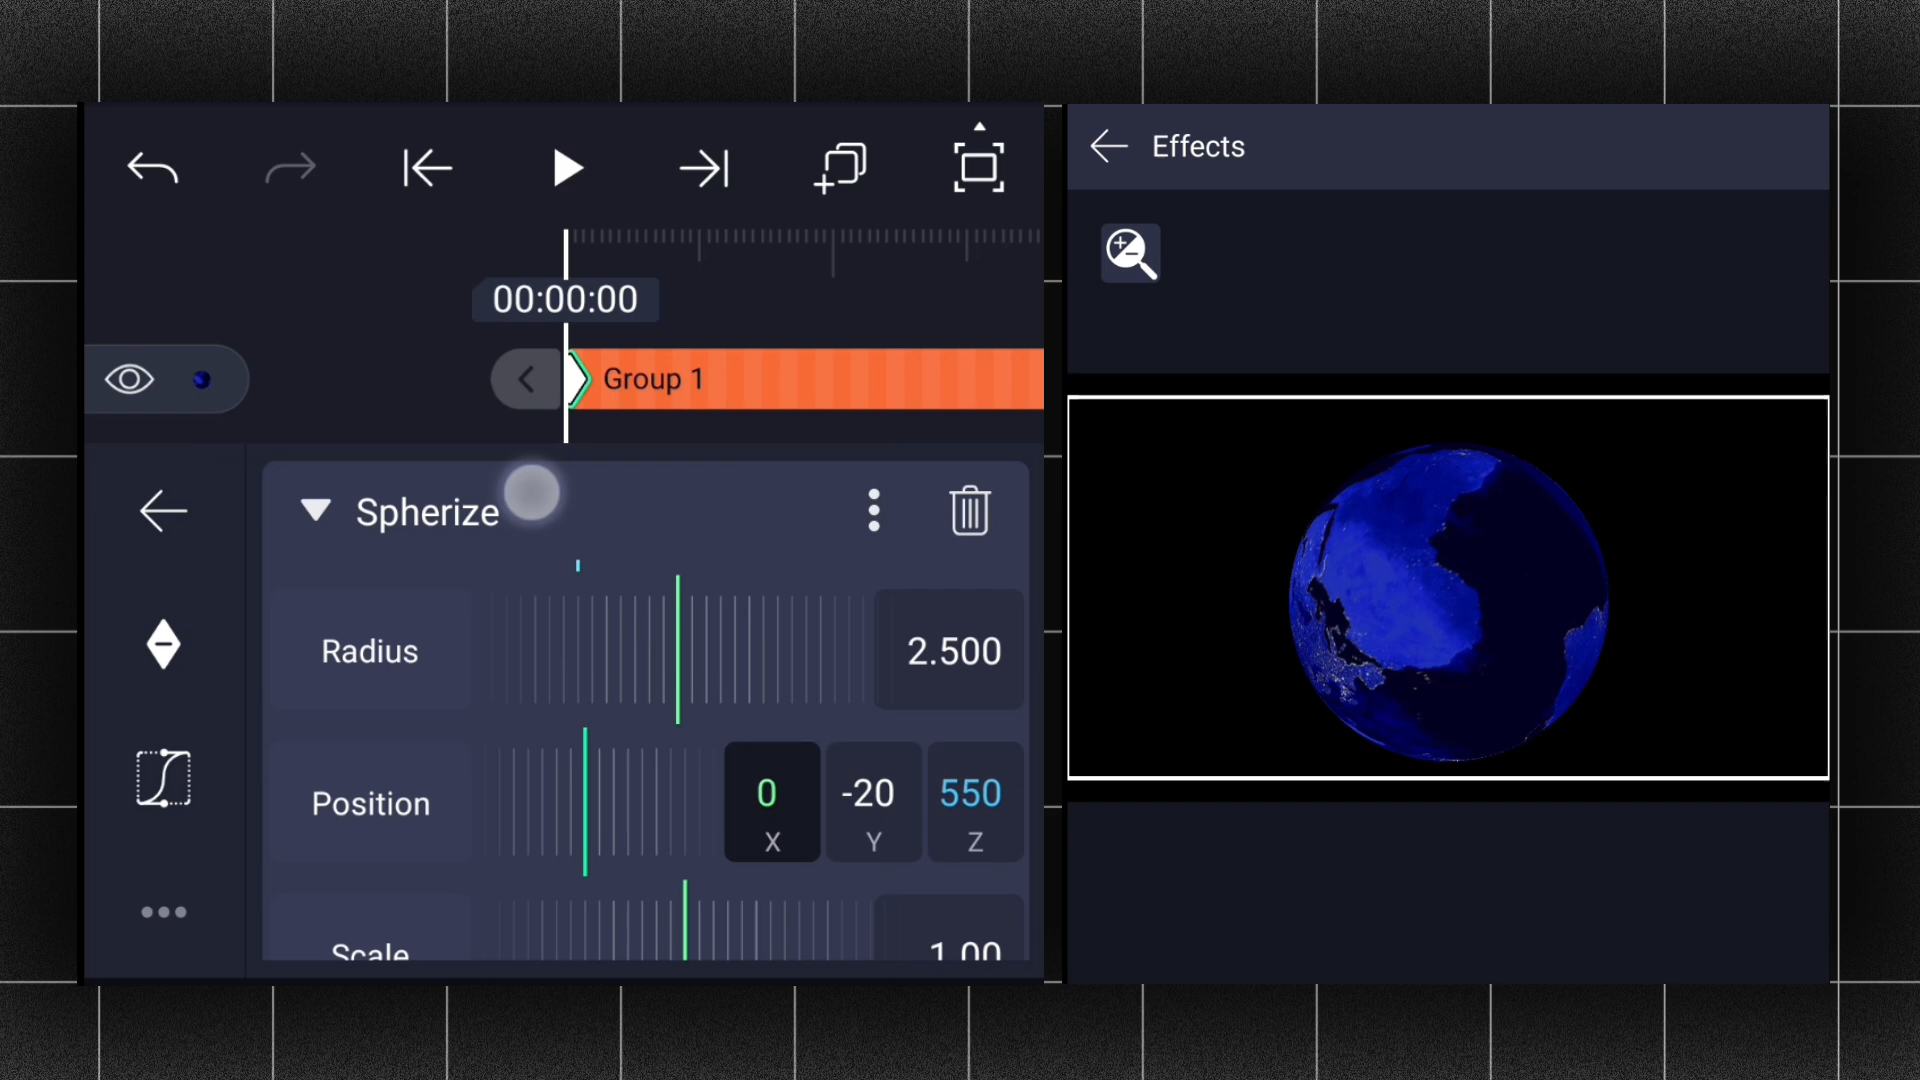 Effects
00:00:00
Group 1
Spherize
Radius
2.500
Position
0
X
-20
Y
550
Z
Scale
1.00